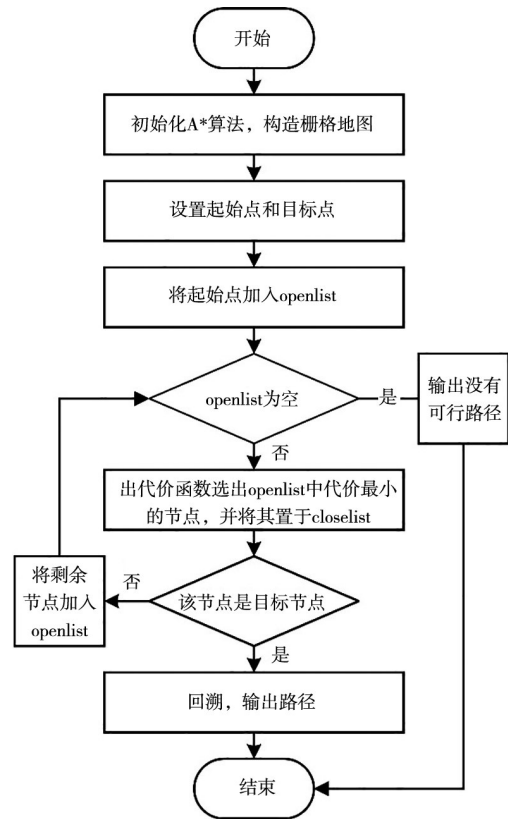 开始
初始化A*算法，构造栅格地图
设置起始点和目标点
将起始点加入openlist
openlist为空
是
输出没有
可行路径
否
出代价函数选出openlist中代价最小
的节点，并将其置于closelist
将剩余
节点加入
openlist
否
该节点是目标节点
是
回溯，输出路径
结束